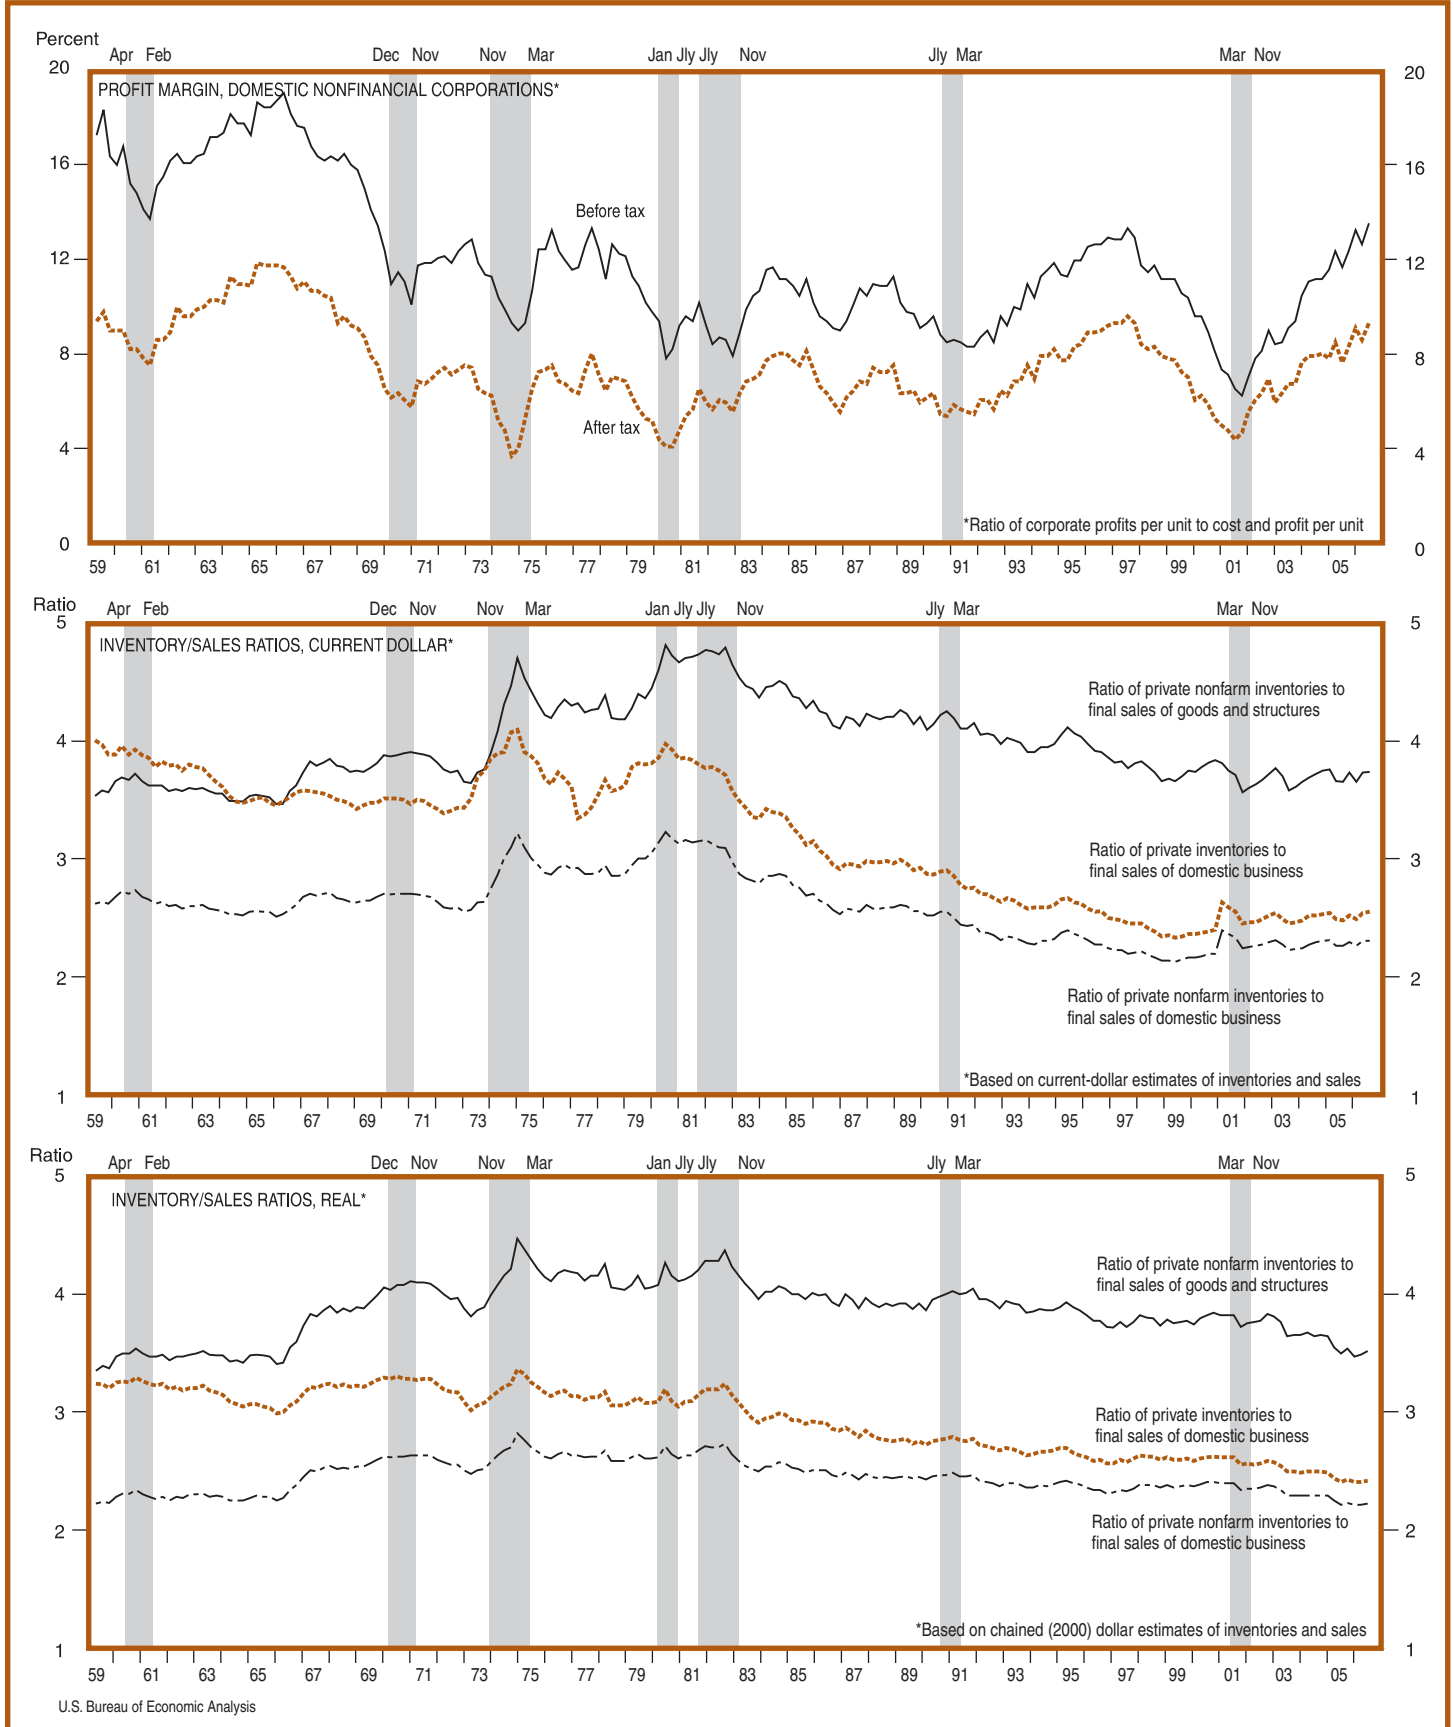 Percent
Apr Feb Dec Nov Nov Mar Jan Jly Jly Nov Jly Mar Mar Nov
20 20
PROFIT MARGIN, DOMESTIC NONFINANCIAL CORPORATIONS*
16 16
Before tax
12 12
8 8
After tax
4 4
*Ratio of corporate profits per unit to cost and profit per unit
0 0
59 61 63 65 67 69 71 73 75 77 79 81 83 85 87 89 91 93 95 97 99 01 03 05
Ratio
Apr Feb Dec Nov Nov Mar Jan Jly Jly Nov Jly Mar Mar Nov
5 5
INVENTORY/SALES RATIOS, CURRENT DOLLAR*
Ratio of private nonfarm inventories to
final sales of goods and structures
4 4
Ratio of private inventories to
3 3
final sales of domestic business
2 2
Ratio of private nonfarm inventories to
final sales of domestic business
*Based on current-dollar estimates of inventories and sales
1 1
59 61 63 65 67 69 71 73 75 77 79 81 83 85 87 89 91 93 95 97 99 01 03 05
Ratio
Apr Feb Dec Nov Nov Mar Jan Jly Jly Nov Jly Mar Mar Nov
5 5
INVENTORY/SALES RATIOS, REAL*
Ratio of private nonfarm inventories to
final sales of goods and structures
4 4
3 3
Ratio of private inventories to
final sales of domestic business
Ratio of private nonfarm inventories to
2 2
final sales of domestic business
*Based on chained (2000) dollar estimates of inventories and sales
1 1
59 61 63 65 67 69 71 73 75 77 79 81 83 85 87 89 91 93 95 97 99 01 03 05
U.S. Bureau of Economic Analysis